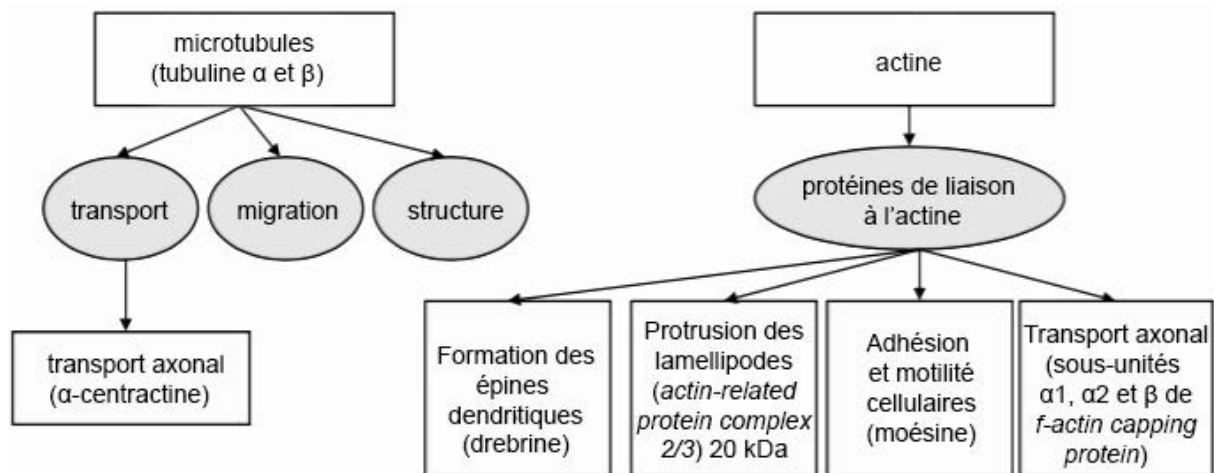 microtubules
(tubuline α et β)
actine
transport
migration
structure
protéines de liaison
à l'actine
transport axonal
(α-centractine)
Formation des
épines
dendritiques
(drebrine)
Protrusion des
lamellipodes
(actin-related
protein complex
2/3) 20 kDa
Adhésion
et motilité
cellulaires
(moésine)
Transport axonal
(sous-unités
α1, α2 et β de
f-actin capping
protein)